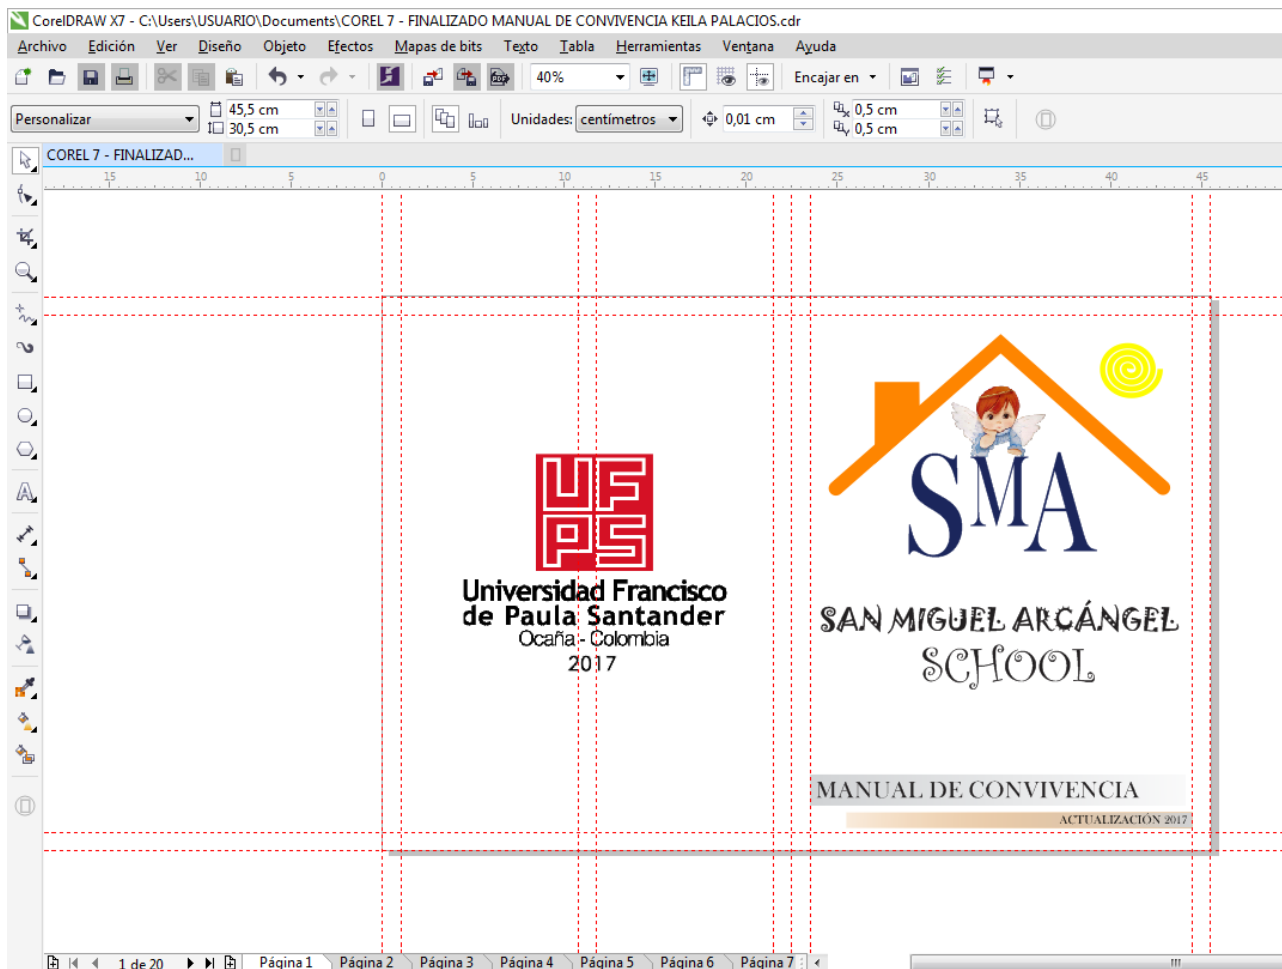 CorelDRAW X7 - C:\Users\USUARIO\Documents\COREL 7 - FINALIZADO MANUAL DE CONVIVENCIA KEILA PALACIOS.cdr
Archivo Edición Ver Diseño Objeto Efectos Mapas de bits Texto Tabla Herramientas Ventana Ayuda
PDF 40% Encajar en
Personalizar 45,5 cm 30,5 cm Unidades: centímetros 0,01 cm 0,5 cm 0,5 cm
COREL 7 - FINALIZAD...
15 10 5 0 5 10 15 20 25 30 35 40 45
UF
PS
Universidad Francisco
de Paula Santander
Ocaña - Colombia
2017
SMA
SAN MIGUEL ARCÁNGEL
SCHOOL
MANUAL DE CONVIVENCIA
ACTUALIZACIÓN 2017
1 de 20 Página 1 Página 2 Página 3 Página 4 Página 5 Página 6 Página 7